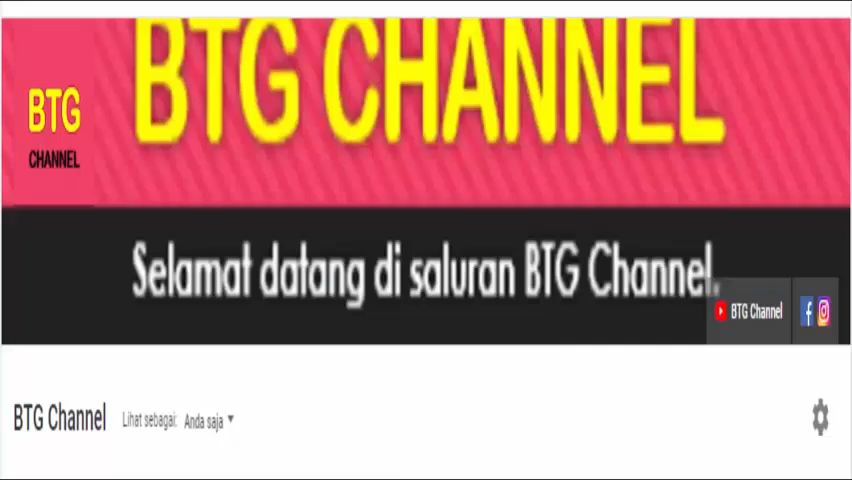 BTG CHANNEL
BTG
CHANNEL
Selamat datang di saluran BTG Channel.
BTG Channel
BTG Channel
Lihat sebagai: Anda saja